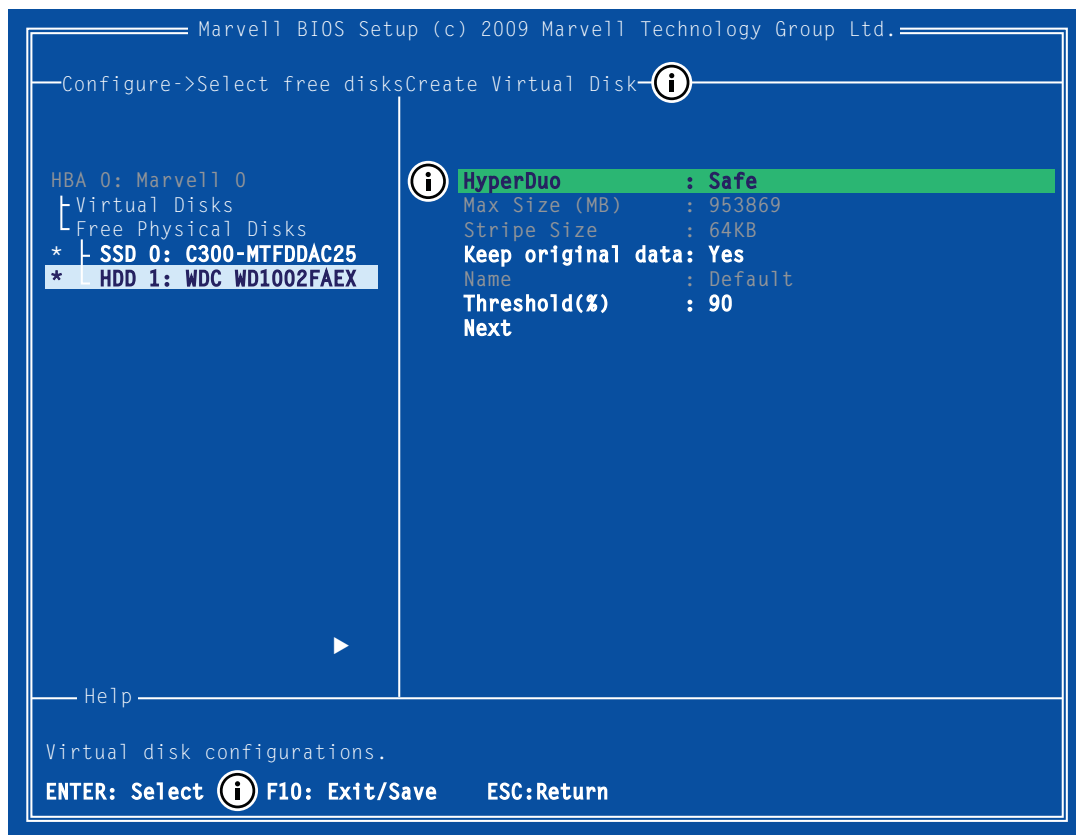 Marvell BIOS Setup (c) 2009 Marvell Technology Group Ltd.
Configure->Select free disksCreate Virtual Disk i
HBA 0: Marvell 0
Virtual Disks
Free Physical Disks
* SSD 0: C300-MTFDDAC25
* HDD 1: WDC WD1002FAEX
i HyperDuo : Safe
Max Size (MB) : 953869
Stripe Size : 64KB
Keep original data: Yes
Name : Default
Threshold(%) : 90
Next
Help
Virtual disk configurations.
ENTER: Select i F10: Exit/Save ESC:Return